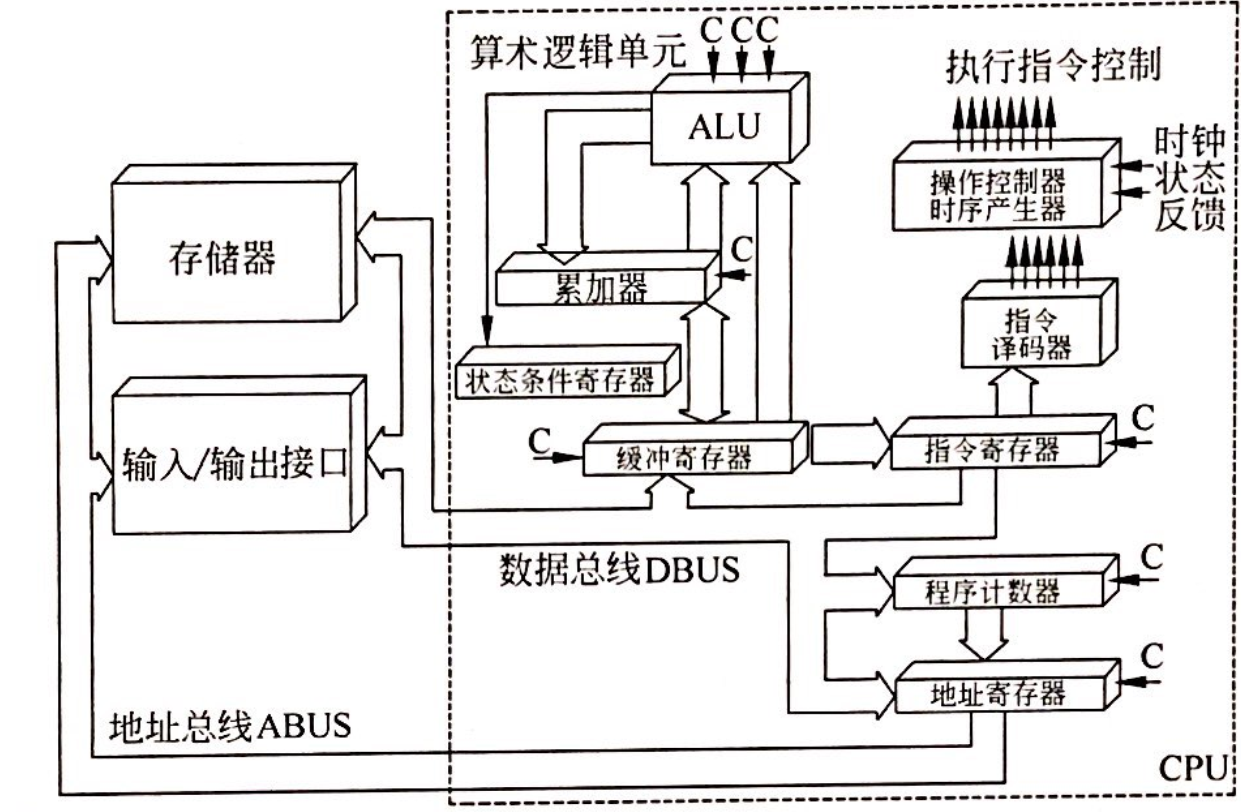 C CC
算术逻辑单元
执行指令控制
ALU
时钟
状态
反馈
操作控制器
时序产生器
C
存储器
累加器
指令
译码器
状态条件寄存器
C
C
输入/输出接口
缓冲寄存器
指令寄存器
数据总线DBUS
C
程序计数器
C
地址寄存器
地址总线ABUS
CPU